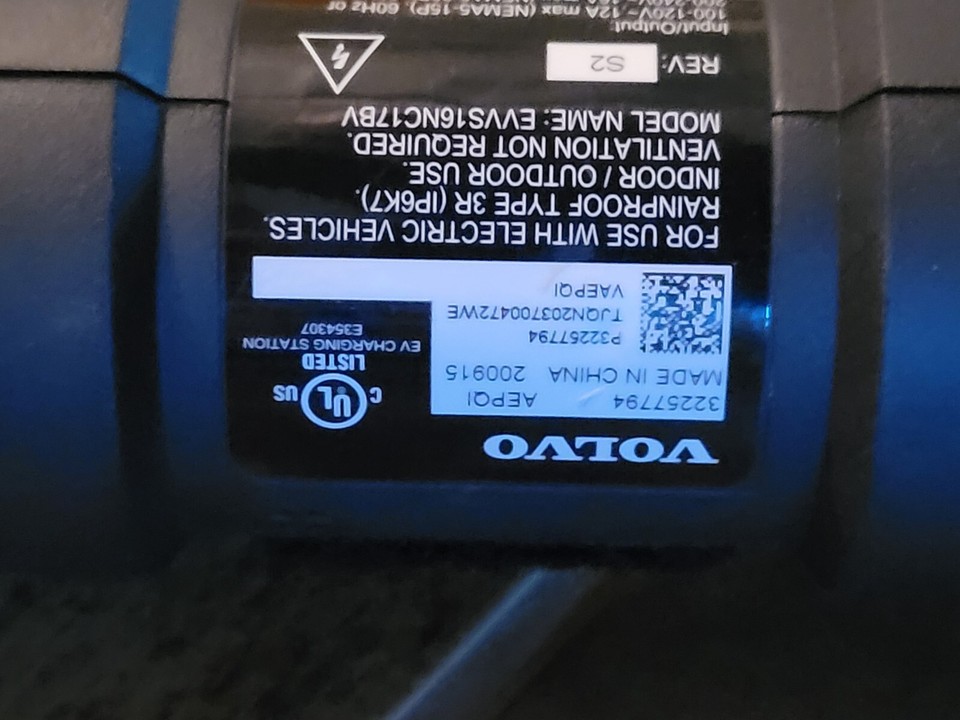 VOLVO
32257794 AEPQI
MADE IN CHINA 200915
P32257794
TJQN203700472WE
VAEPQI
C UL US
LISTED
EV CHARGING STATION
E354307
FOR USE WITH ELECTRIC VEHICLES.
RAINPROOF TYPE 3R (IP6K7).
INDOOR / OUTDOOR USE.
VENTILATION NOT REQUIRED.
MODEL NAME: EVVS16NC17BV
REV: S2
Input/Output:
100-120V~ 12A max (NEMA5-15P), 60Hz or